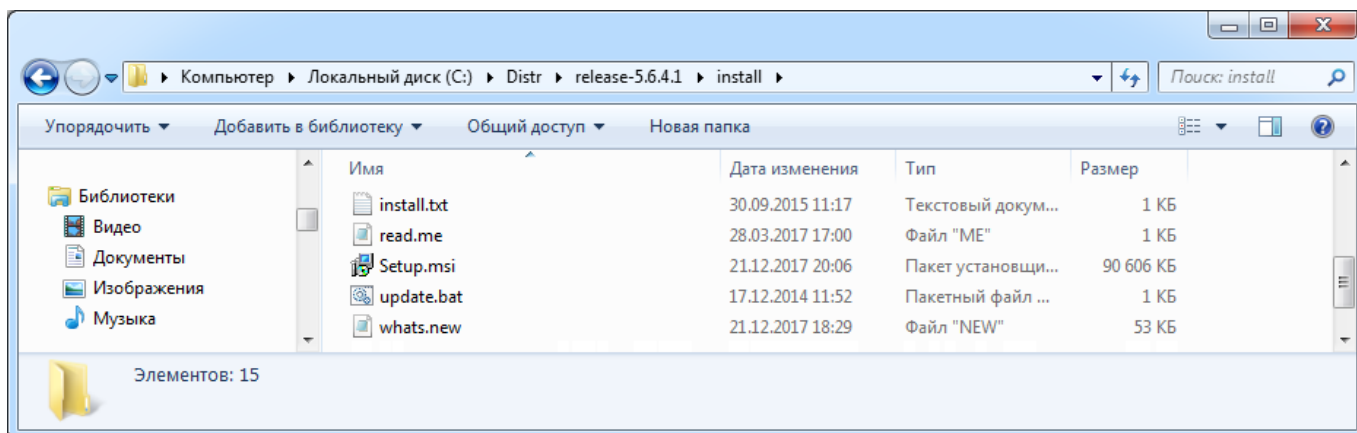 Компьютер ▸ Локальный диск (C:) ▸ Distr ▸ release-5.6.4.1 ▸ install ▸ Поиск: install
Упорядочить ▾ Добавить в библиотеку ▾ Общий доступ ▾ Новая папка
Имя Дата изменения Тип Размер
Библиотеки
Видео
Документы
Изображения
Музыка
install.txt 30.09.2015 11:17 Текстовый докум... 1 КБ
read.me 28.03.2017 17:00 Файл "ME" 1 КБ
Setup.msi 21.12.2017 20:06 Пакет установщи... 90 606 КБ
update.bat 17.12.2014 11:52 Пакетный файл ... 1 КБ
whats.new 21.12.2017 18:29 Файл "NEW" 53 КБ
Элементов: 15